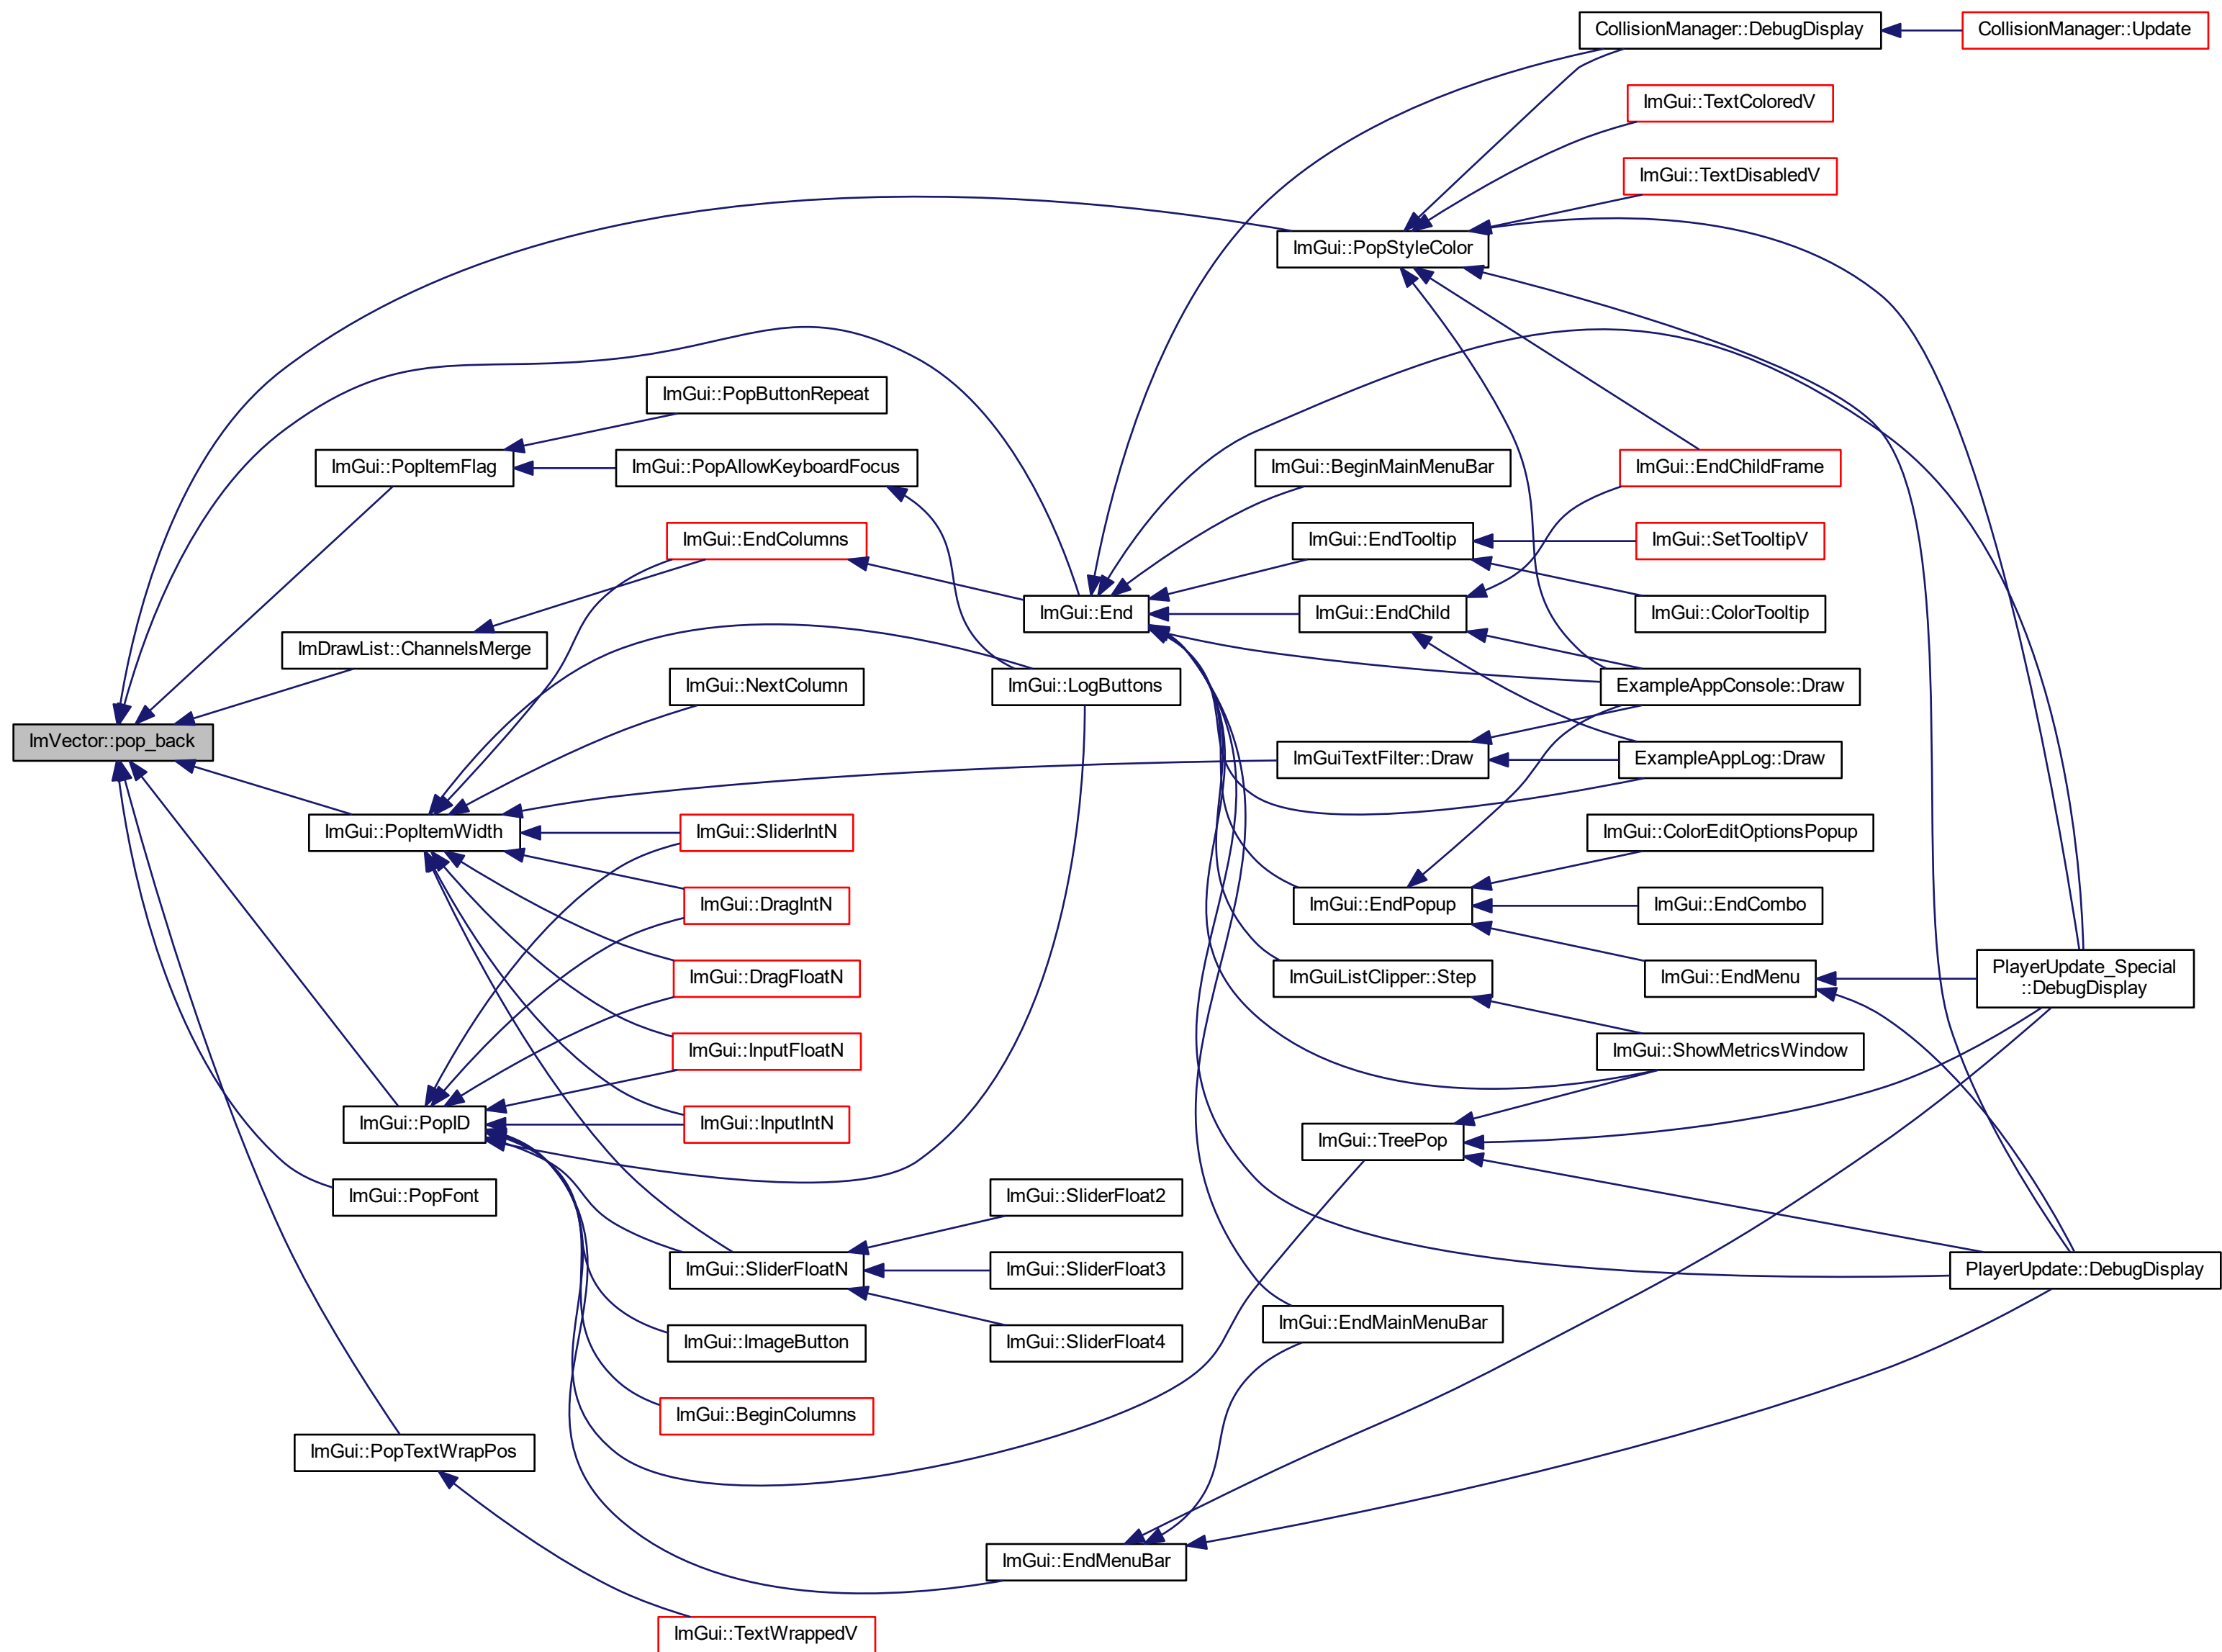 CollisionManager::DebugDisplay
CollisionManager::Update
ImGui::TextColoredV
ImGui::TextDisabledV
ImGui::PopStyleColor
ImGui::PopButtonRepeat
ImGui::PopItemFlag
ImGui::PopAllowKeyboardFocus
ImGui::BeginMainMenuBar
ImGui::EndChildFrame
ImGui::EndColumns
ImGui::EndTooltip
ImGui::SetTooltipV
ImGui::End
ImGui::EndChild
ImGui::ColorTooltip
ImDrawList::ChannelsMerge
ImGui::NextColumn
ImGui::LogButtons
ExampleAppConsole::Draw
ImVector::pop_back
ImGuiTextFilter::Draw
ExampleAppLog::Draw
ImGui::PopItemWidth
ImGui::SliderIntN
ImGui::ColorEditOptionsPopup
ImGui::DragIntN
ImGui::EndPopup
ImGui::EndCombo
ImGui::DragFloatN
ImGuiListClipper::Step
ImGui::EndMenu
PlayerUpdate_Special
::DebugDisplay
ImGui::InputFloatN
ImGui::ShowMetricsWindow
ImGui::PopID
ImGui::InputIntN
ImGui::TreePop
ImGui::PopFont
ImGui::SliderFloat2
ImGui::SliderFloatN
ImGui::SliderFloat3
PlayerUpdate::DebugDisplay
ImGui::EndMainMenuBar
ImGui::ImageButton
ImGui::SliderFloat4
ImGui::BeginColumns
ImGui::PopTextWrapPos
ImGui::EndMenuBar
ImGui::TextWrappedV